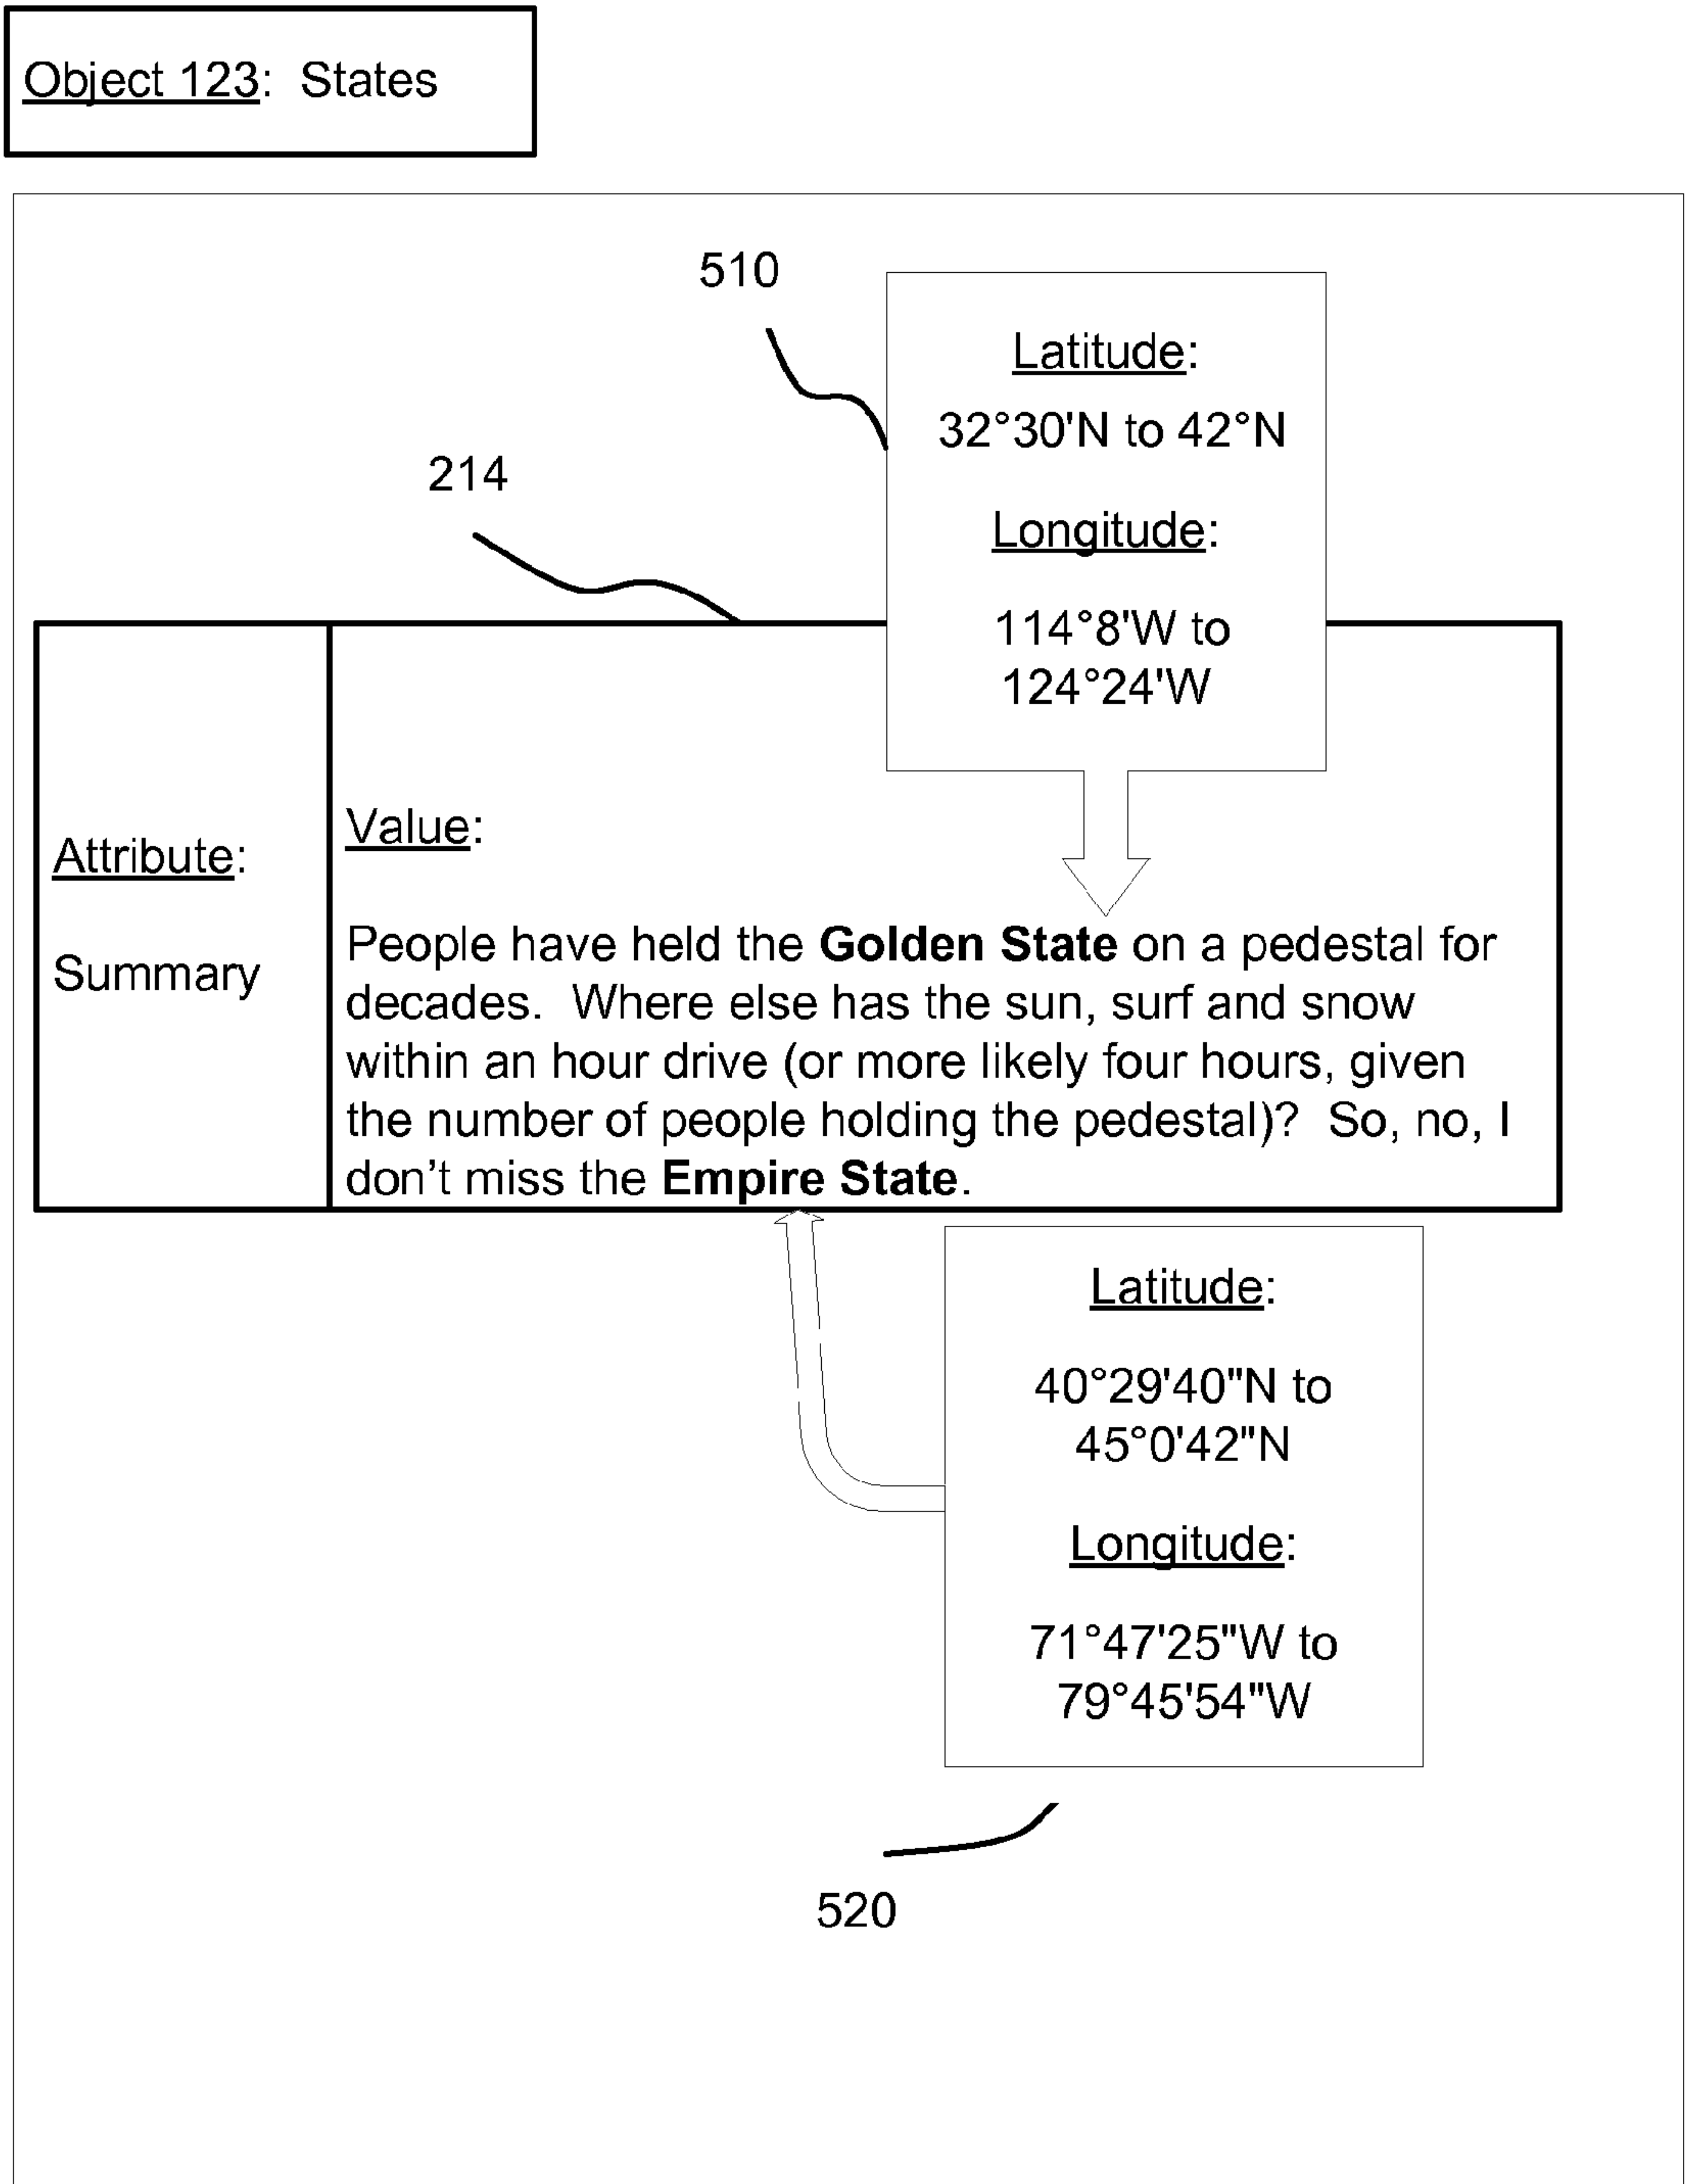 Object 123: States
510
Latitude:
32°30'N to 42°N
Longitude:
114°8'W to
124°24'W
214
Attribute:
Summary
Value:
People have held the Golden State on a pedestal for
decades. Where else has the sun, surf and snow
within an hour drive (or more likely four hours, given
the number of people holding the pedestal)? So, no, I
don’t miss the Empire State.
Latitude:
40°29'40"N to
45°0'42"N
Longitude:
71°47'25"W to
79°45'54"W
520